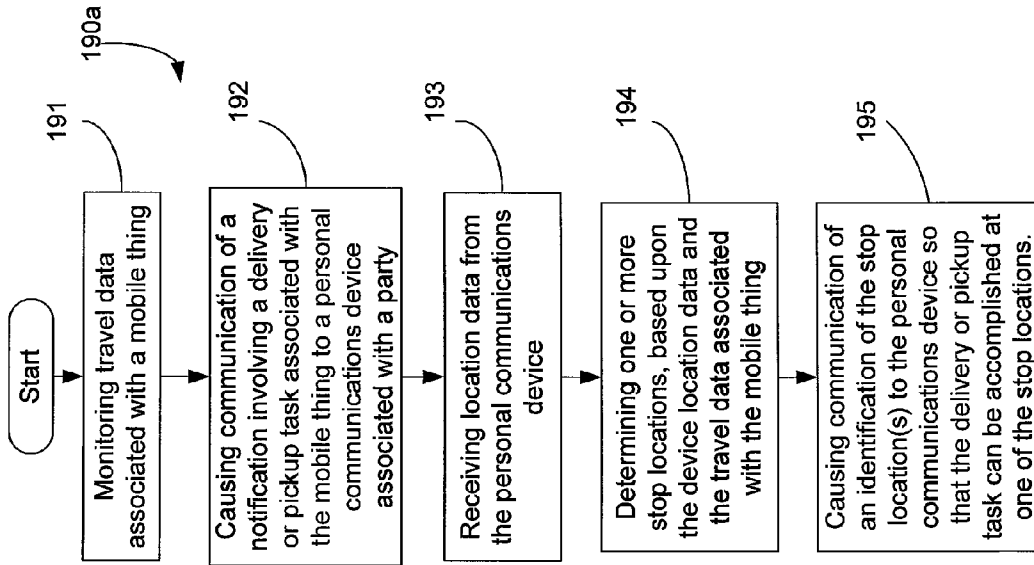 190a
Start
191
Monitoring travel data
associated with a mobile thing
192
Causing communication of a
notification involving a delivery
or pickup task associated with
the mobile thing to a personal
communications device
associated with a party
193
Receiving location data from
the personal communications
device
194
Determining one or more
stop locations, based upon
the device location data and
the travel data associated
with the mobile thing
195
Causing communication of
an identification of the stop
location(s) to the personal
communications device so
that the delivery or pickup
task can be accomplished at
one of the stop locations.